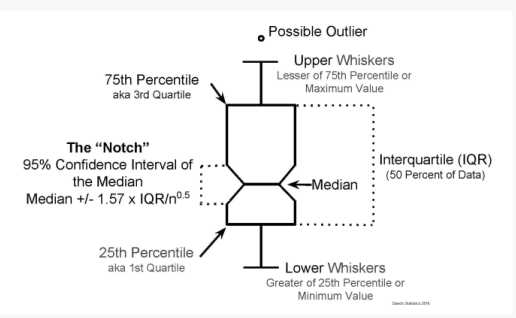 Possible Outlier
Upper Whiskers
Lesser of 75th Percentile or
Maximum Value
75th Percentile
aka 3rd Quartile
The “Notch”
95% Confidence Interval of
the Median
Median +/- 1.57 x IQR/n^0.5
Median
Interquartile (IQR)
(50 Percent of Data)
25th Percentile
aka 1st Quartile
Lower Whiskers
Greater of 25th Percentile or
Minimum Value